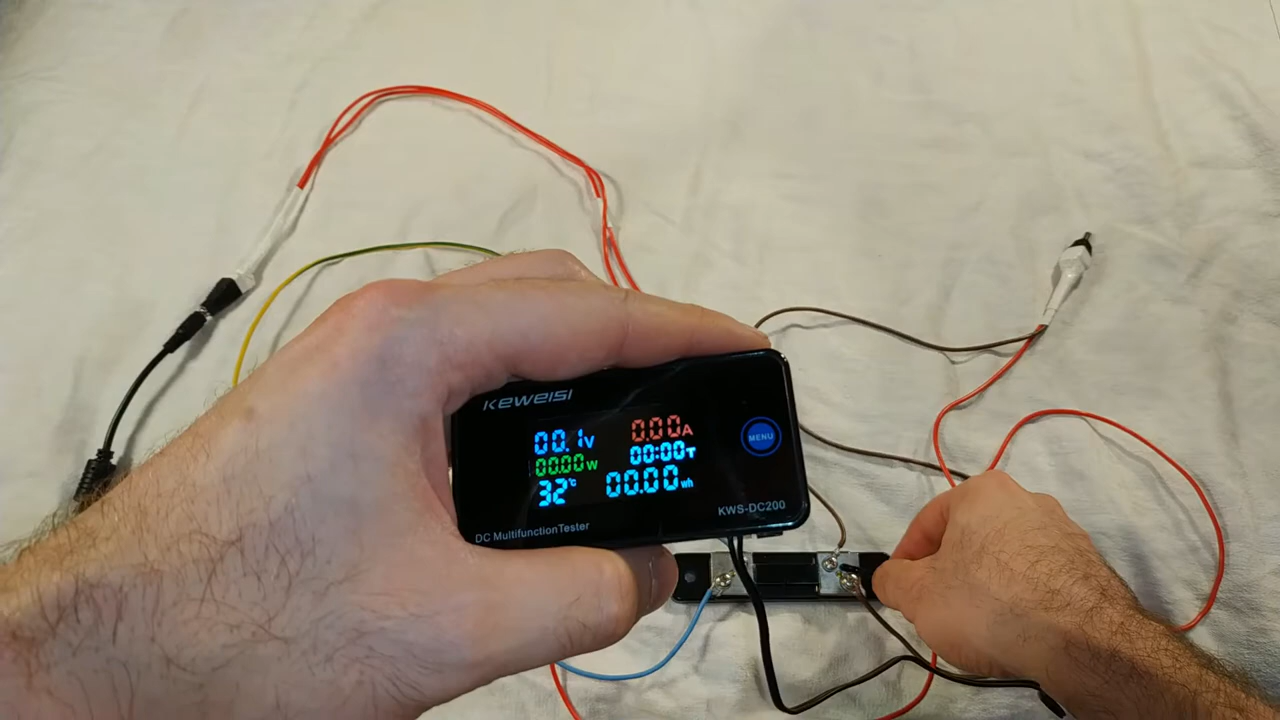 KEWEISI
00.1V 0.00A
00.00W 00:00T
32℃ 00.00wh
MENU
KWS-DC200
DC MultifunctionTester